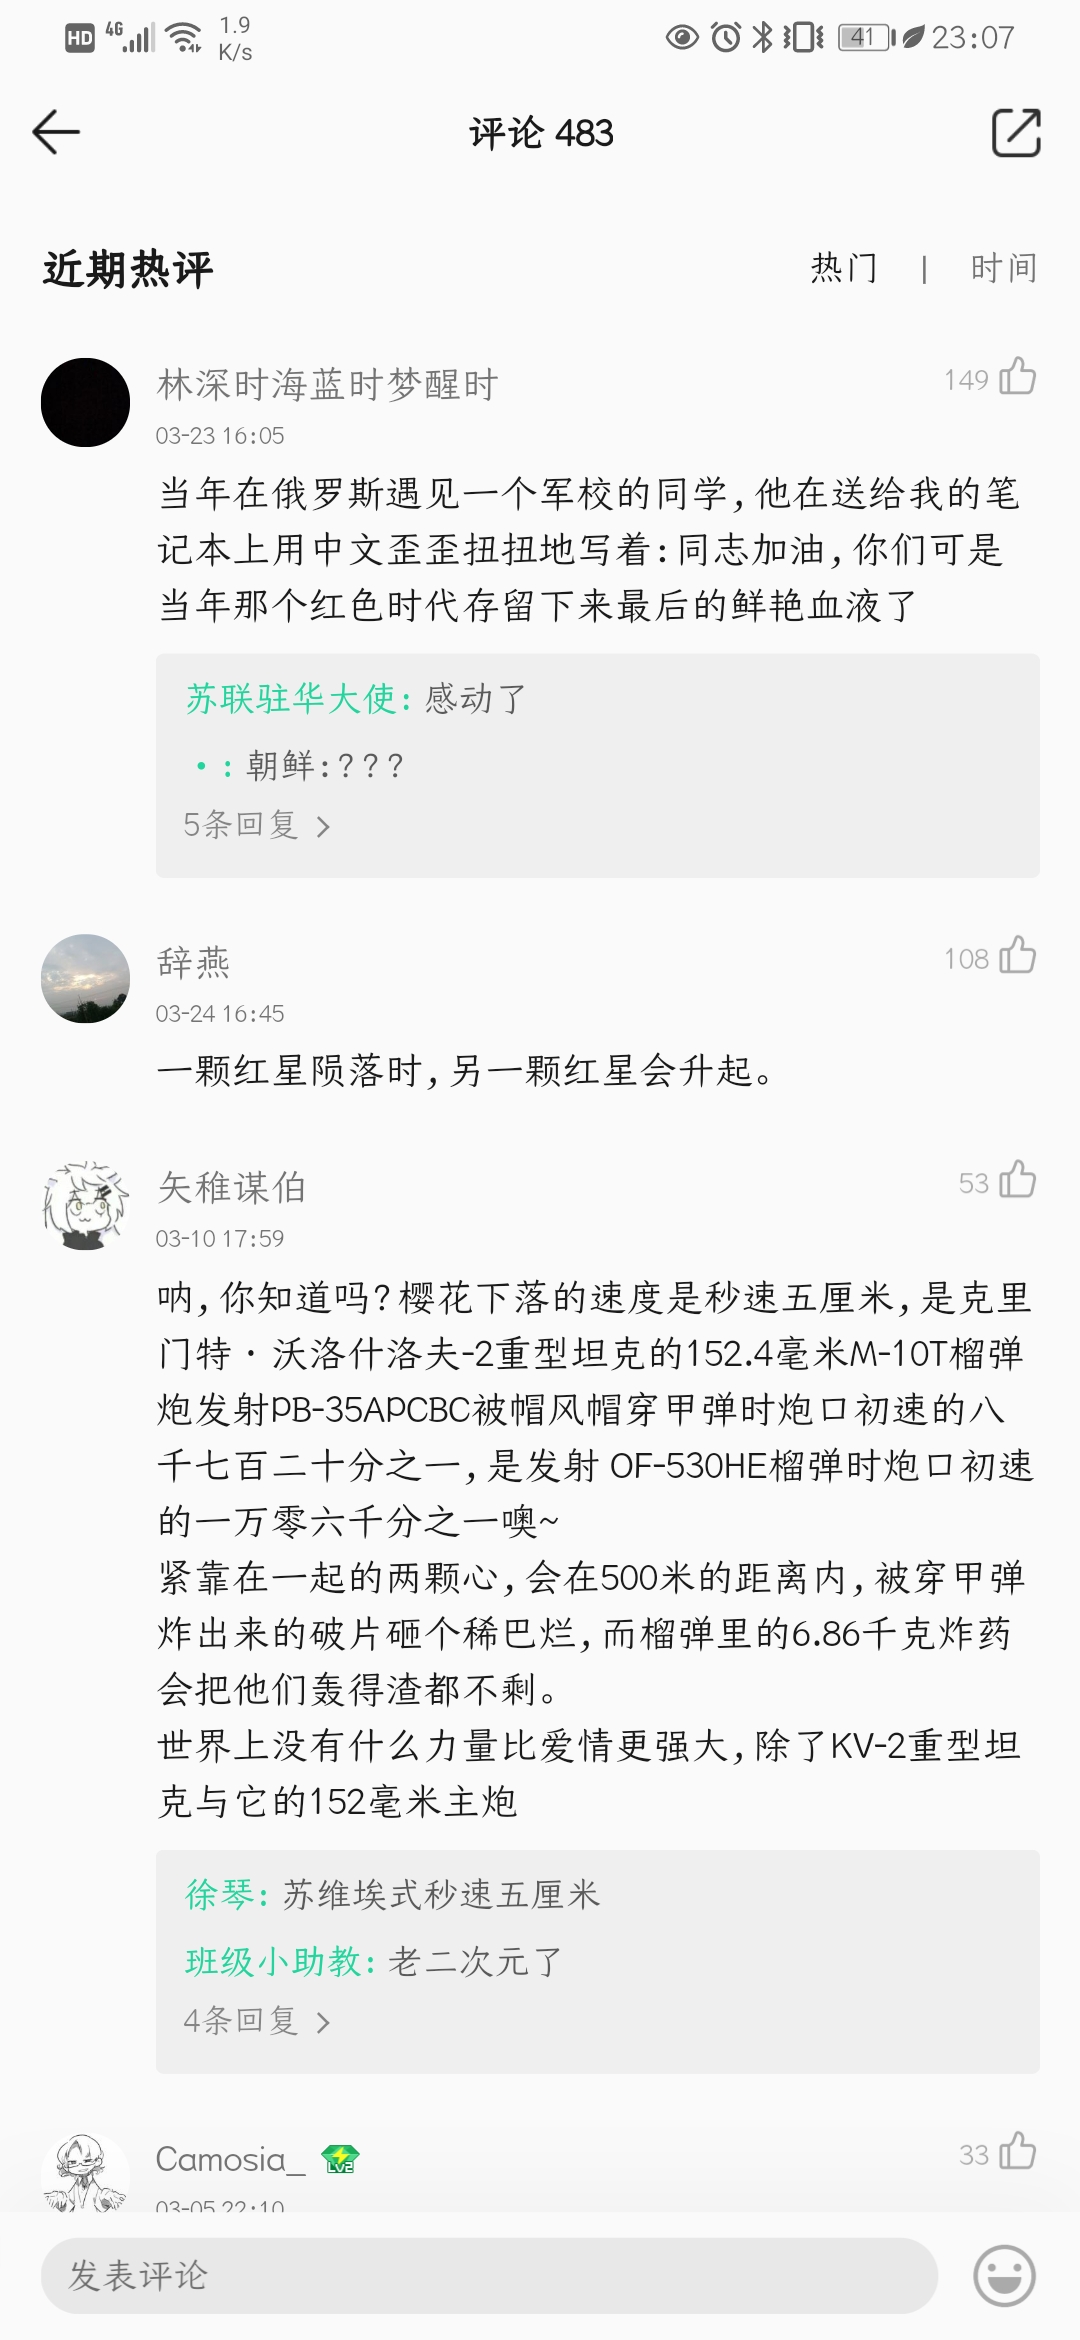 HD 4G 1.9 K/s 41 23:07
评论 483
近期热评 热门 | 时间
林深时海蓝时梦醒时 149
03-23 16:05
当年在俄罗斯遇见一个军校的同学,他在送给我的笔
记本上用中文歪歪扭扭地写着:同志加油,你们可是
当年那个红色时代存留下来最后的鲜艳血液了
苏联驻华大使: 感动了
·: 朝鲜:???
5条回复 >
辞燕 108
03-24 16:45
一颗红星陨落时,另一颗红星会升起。
矢稚谋伯 53
03-10 17:59
呐,你知道吗?樱花下落的速度是秒速五厘米,是克里
门特·沃洛什洛夫-2重型坦克的152.4毫米M-10T榴弹
炮发射PB-35APCBC被帽风帽穿甲弹时炮口初速的八
千七百二十分之一,是发射 OF-530HE榴弹时炮口初速
的一万零六千分之一噢~
紧靠在一起的两颗心,会在500米的距离内,被穿甲弹
炸出来的破片砸个稀巴烂,而榴弹里的6.86千克炸药
会把他们轰得渣都不剩。
世界上没有什么力量比爱情更强大,除了KV-2重型坦
克与它的152毫米主炮
徐琴: 苏维埃式秒速五厘米
班级小助教: 老二次元了
4条回复 >
Camosia_ LV2 33
03-05 22:10
发表评论